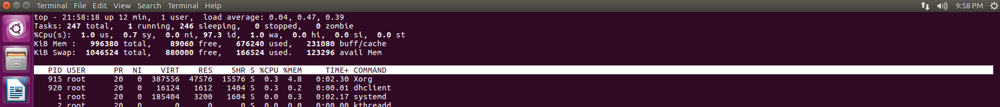 Terminal File Edit View Search Terminal Help 9:58 PM
top - 21:58:18 up 12 min,  1 user,  load average: 0.04, 0.47, 0.39
Tasks: 247 total,   1 running, 246 sleeping,   0 stopped,   0 zombie
%Cpu(s):  1.0 us,  0.7 sy,  0.0 ni, 97.3 id,  1.0 wa,  0.0 hi,  0.0 si,  0.0 st
KiB Mem :   996380 total,    89060 free,   676240 used,   231080 buff/cache
KiB Swap:  1046524 total,   880000 free,   166524 used.   123296 avail Mem
PID USER      PR  NI    VIRT    RES    SHR S %CPU %MEM     TIME+ COMMAND
915 root      20   0  387556  47576  15576 S  0.3  4.8   0:02.30 Xorg
920 root      20   0   16124   1612   1404 S  0.3  0.2   0:00.01 dhclient
1 root      20   0  185404   3200   1604 S  0.0  0.3   0:02.17 systemd
2 root      20   0       0      0      0 S  0.0  0.0   0:00.00 kthreadd